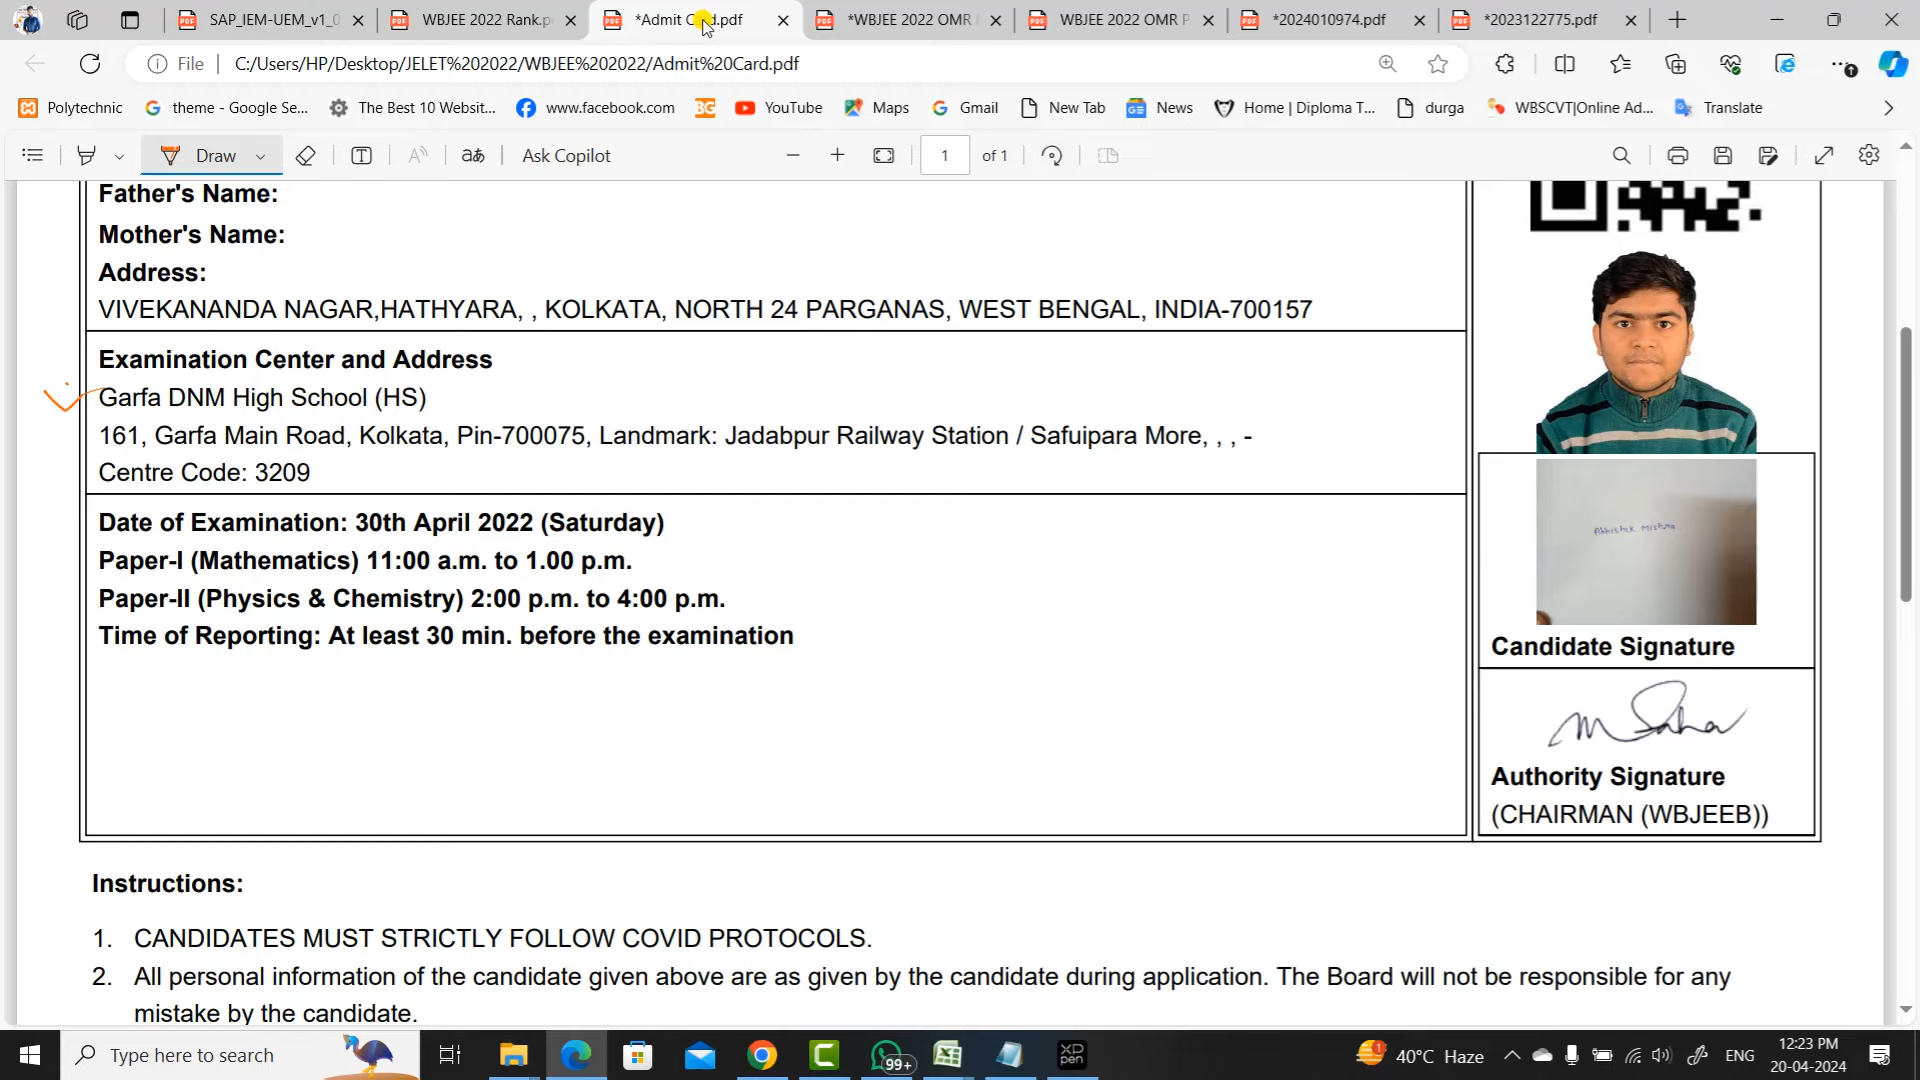 SAP_IEM-UEM_v1_0
WBJEE 2022 Rank.p
*Admit C d.pdf
*WBJEE 2022 OMR
WBJEE 2022 OMR P
*2024010974.pdf
*2023122775.pdf
File
C:/Users/HP/Desktop/JELET%202022/WBJEE%202022/Admit%20Card.pdf
Polytechnic
theme - Google Se...
The Best 10 Websit...
www.facebook.com
YouTube
Maps
Gmail
New Tab
News
Home | Diploma T...
durga
WBSCVT|Online Ad...
Translate
Draw
Ask Copilot
1 of 1
Father's Name:
Mother's Name:
Address:
VIVEKANANDA NAGAR,HATHYARA, , KOLKATA, NORTH 24 PARGANAS, WEST BENGAL, INDIA-700157
Examination Center and Address
Garfa DNM High School (HS)
161, Garfa Main Road, Kolkata, Pin-700075, Landmark: Jadabpur Railway Station / Safuipara More, , , -
Centre Code: 3209
Date of Examination: 30th April 2022 (Saturday)
Paper-I (Mathematics) 11:00 a.m. to 1.00 p.m.
Paper-II (Physics & Chemistry) 2:00 p.m. to 4:00 p.m.
Time of Reporting: At least 30 min. before the examination
Abhishek Mishra
Candidate Signature
M Saha
Authority Signature
(CHAIRMAN (WBJEEB))
Instructions:
1. CANDIDATES MUST STRICTLY FOLLOW COVID PROTOCOLS.
2. All personal information of the candidate given above are as given by the candidate during application. The Board will not be responsible for any
mistake by the candidate.
Type here to search
99+
XP
PEN
1
40°C Haze
ENG
12:23 PM
20-04-2024